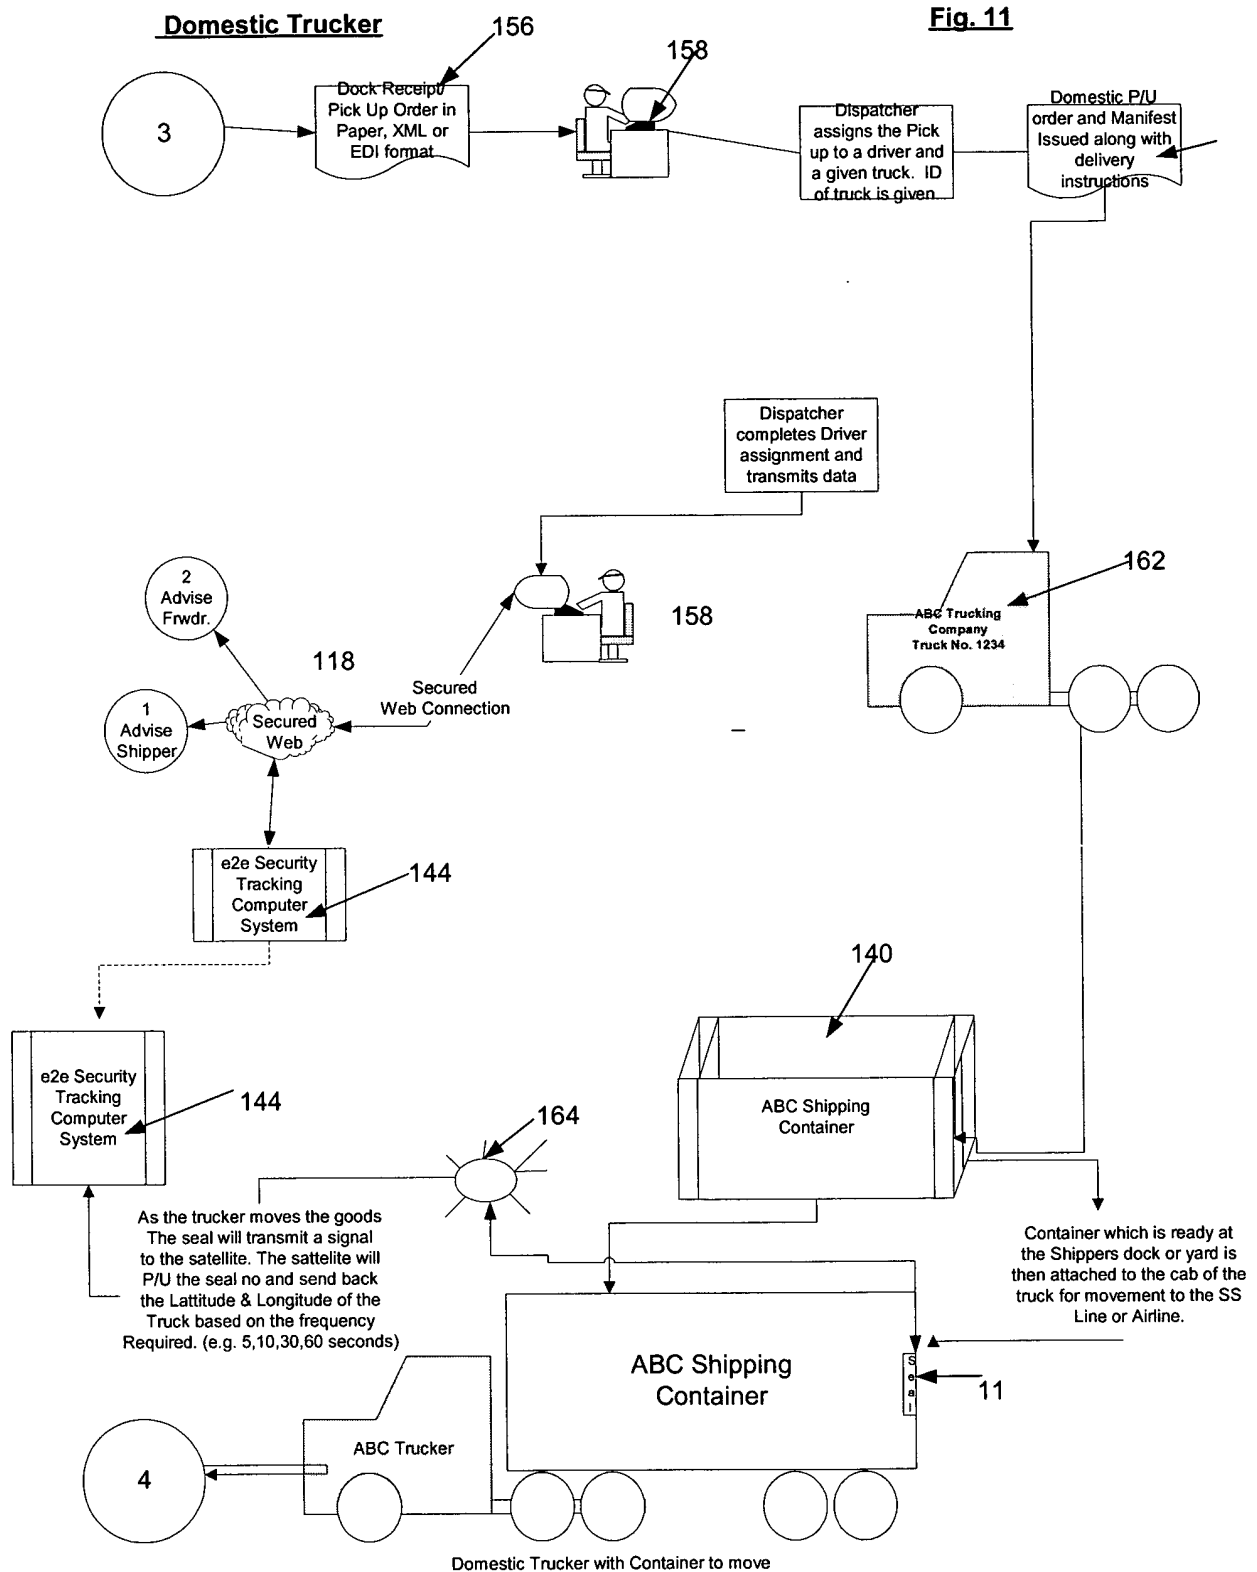 Domestic Trucker
Fig. 11
156
158
3
Dock Receipt/
Pick Up Order in
Paper, XML or
EDI format
Dispatcher
assigns the Pick
up to a driver and
a given truck. ID
of truck is given
Domestic P/U
order and Manifest
Issued along with
delivery
instructions
Dispatcher
completes Driver
assignment and
transmits data
162
ABC Trucking
Company
Truck No. 1234
2
Advise
Frwdr.
158
118
Secured
Web Connection
1
Advise
Shipper
Secured
Web
e2e Security
Tracking
Computer
System
144
140
e2e Security
Tracking
Computer
System
144
164
ABC Shipping
Container
As the trucker moves the goods
The seal will transmit a signal
to the satellite. The sattelite will
P/U the seal no and send back
the Lattitude & Longitude of the
Truck based on the frequency
Required. (e.g. 5,10,30,60 seconds)
Container which is ready at
the Shippers dock or yard is
then attached to the cab of the
truck for movement to the SS
Line or Airline.
ABC Shipping
Container
S
e
a
l
11
ABC Trucker
4
Domestic Trucker with Container to move